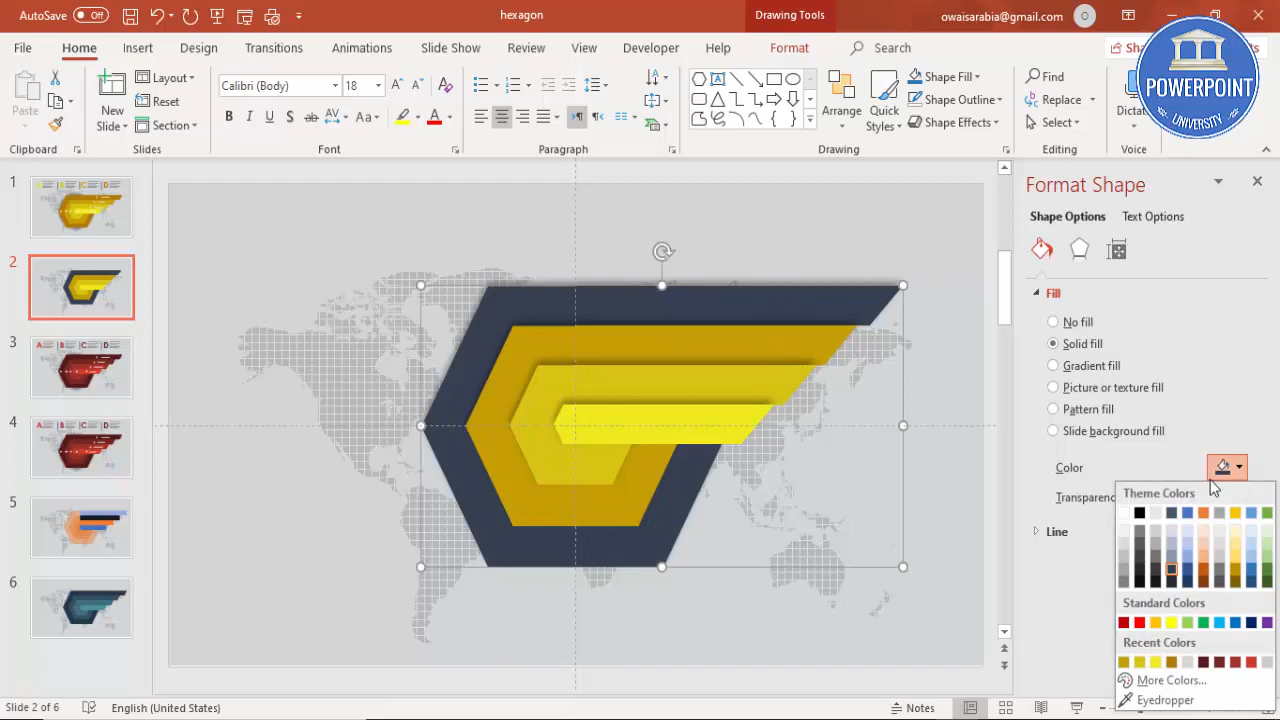 AutoSave Off
hexagon
Drawing Tools
owaisarabia@gmail.com
O
File Home Insert Design Transitions Animations Slide Show Review View Developer Help Format Search
POWERPOINT
UNIVERSITY
Paste
New
Slide
Layout
Reset
Section
Calibri (Body) 18
B I U S ab AV Aa A
Arrange
Quick
Styles
Shape Fill
Shape Outline
Shape Effects
Find
Replace
Select
Dictat
Clipboard Slides Font Paragraph Drawing Editing Voice
1
2
3
4
5
6
A B C D
A B C D
A B C D
Format Shape
Shape Options Text Options
Fill
No fill
Solid fill
Gradient fill
Picture or texture fill
Pattern fill
Slide background fill
Color
Transparenc
Line
Theme Colors
Standard Colors
Recent Colors
More Colors...
Eyedropper
Slide 2 of 6 English (United States) Notes